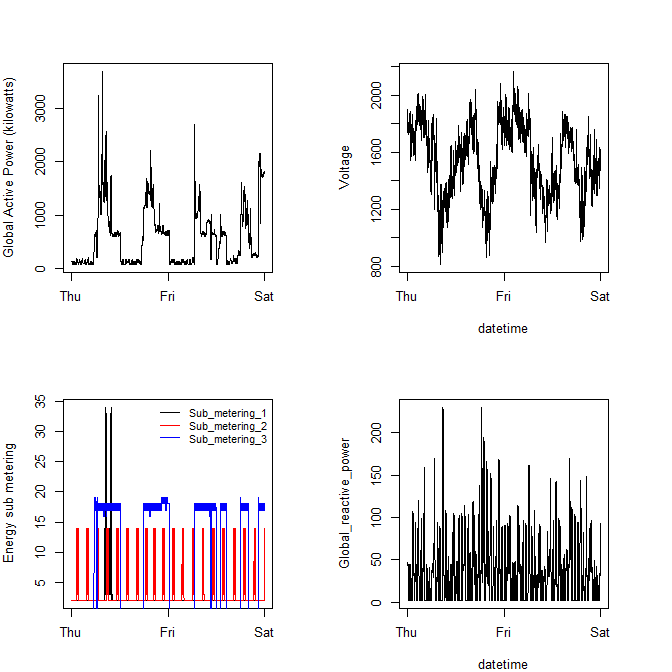 Global Active Power (kilowatts)
3000
2000
1000
0
Thu Fri Sat
Voltage
2000
1600
1200
800
Thu Fri Sat
datetime
Energy sub metering
35
30
25
20
15
10
5
Sub_metering_1
Sub_metering_2
Sub_metering_3
Thu Fri Sat
Global_reactive_power
200
150
100
50
0
Thu Fri Sat
datetime